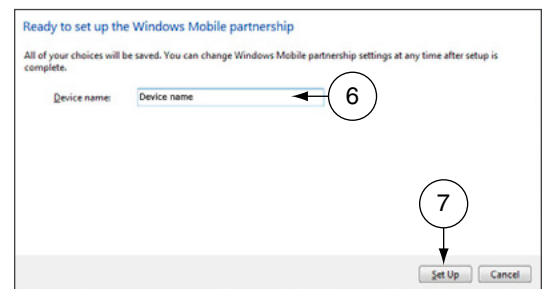 Ready to set up the Windows Mobile partnership
All of your choices will be saved. You can change Windows Mobile partnership settings at any time after setup is
complete.
Device name: Device name
6
7
Set Up Cancel